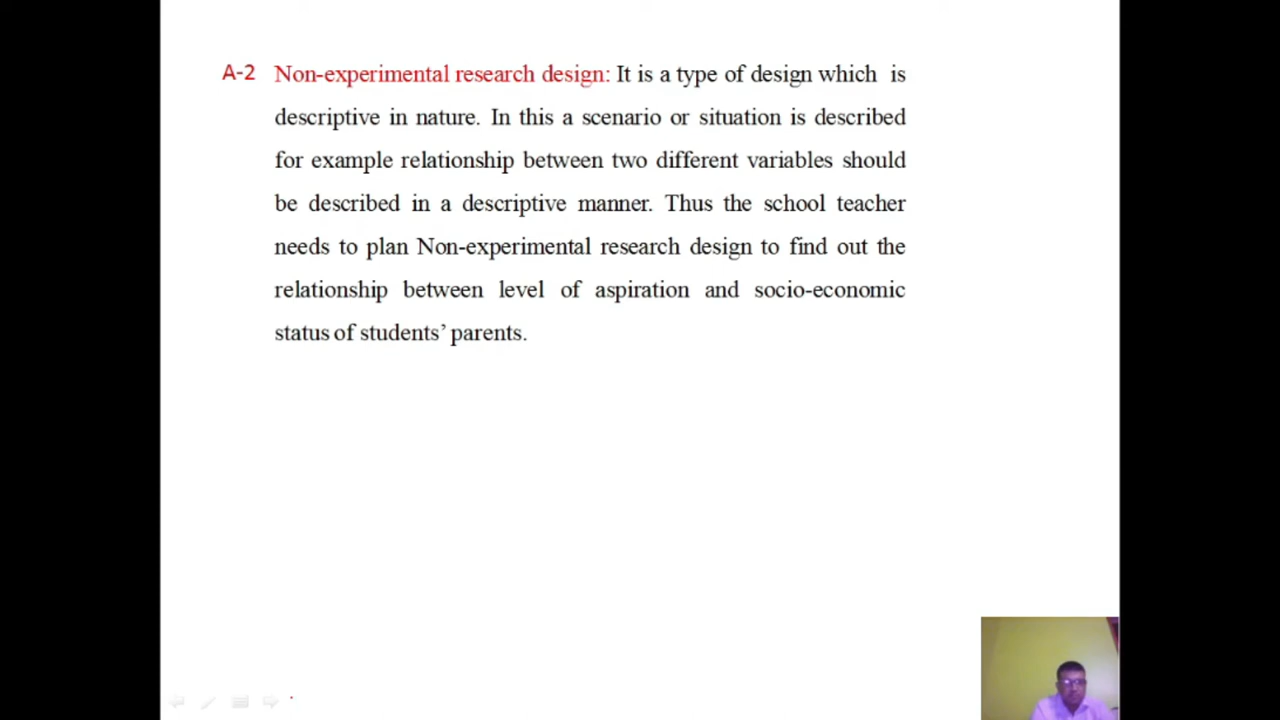 A-2 Non-experimental research design: It is a type of design which is
descriptive in nature. In this a scenario or situation is described
for example relationship between two different variables should
be described in a descriptive manner. Thus the school teacher
needs to plan Non-experimental research design to find out the
relationship between level of aspiration and socio-economic
status of students’ parents.